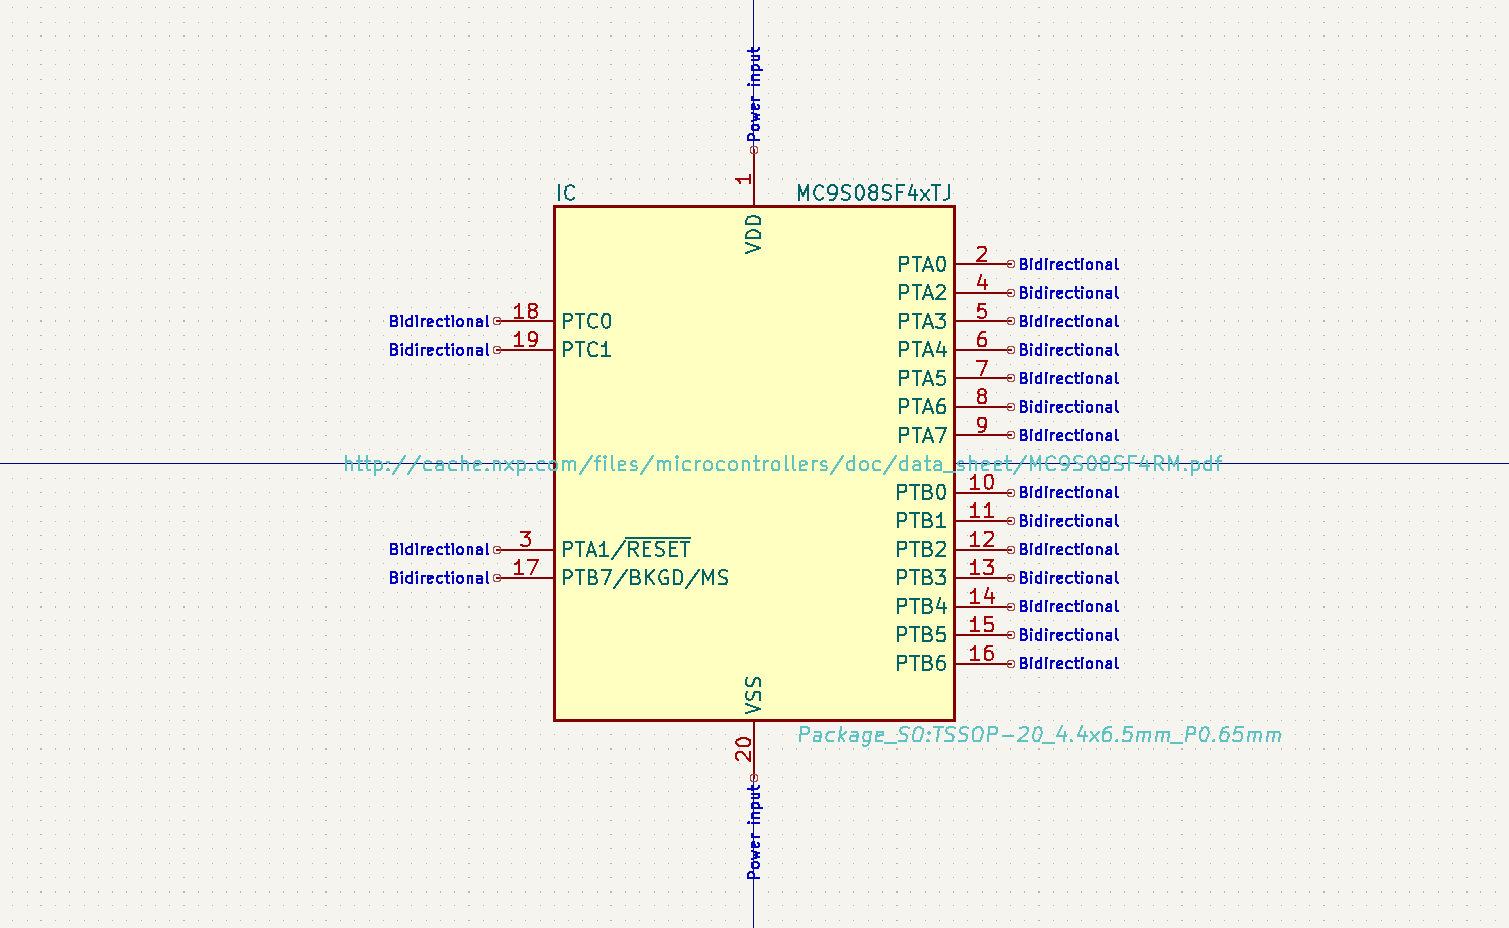 Power input
1
IC MC9S08SF4xTJ
VDD
PTA0 2 Bidirectional
PTA2 4 Bidirectional
Bidirectional 18 PTC0 PTA3 5 Bidirectional
Bidirectional 19 PTC1 PTA4 6 Bidirectional
PTA5 7 Bidirectional
PTA6 8 Bidirectional
PTA7 9 Bidirectional
http://cache.nxp.com/files/microcontrollers/doc/data_sheet/MC9S08SF4RM.pdf
PTB0 10 Bidirectional
PTB1 11 Bidirectional
Bidirectional 3 PTA1/RESET PTB2 12 Bidirectional
Bidirectional 17 PTB7/BKGD/MS PTB3 13 Bidirectional
PTB4 14 Bidirectional
PTB5 15 Bidirectional
PTB6 16 Bidirectional
VSS
Package_SO:TSSOP-20_4.4x6.5mm_P0.65mm
20
Power input